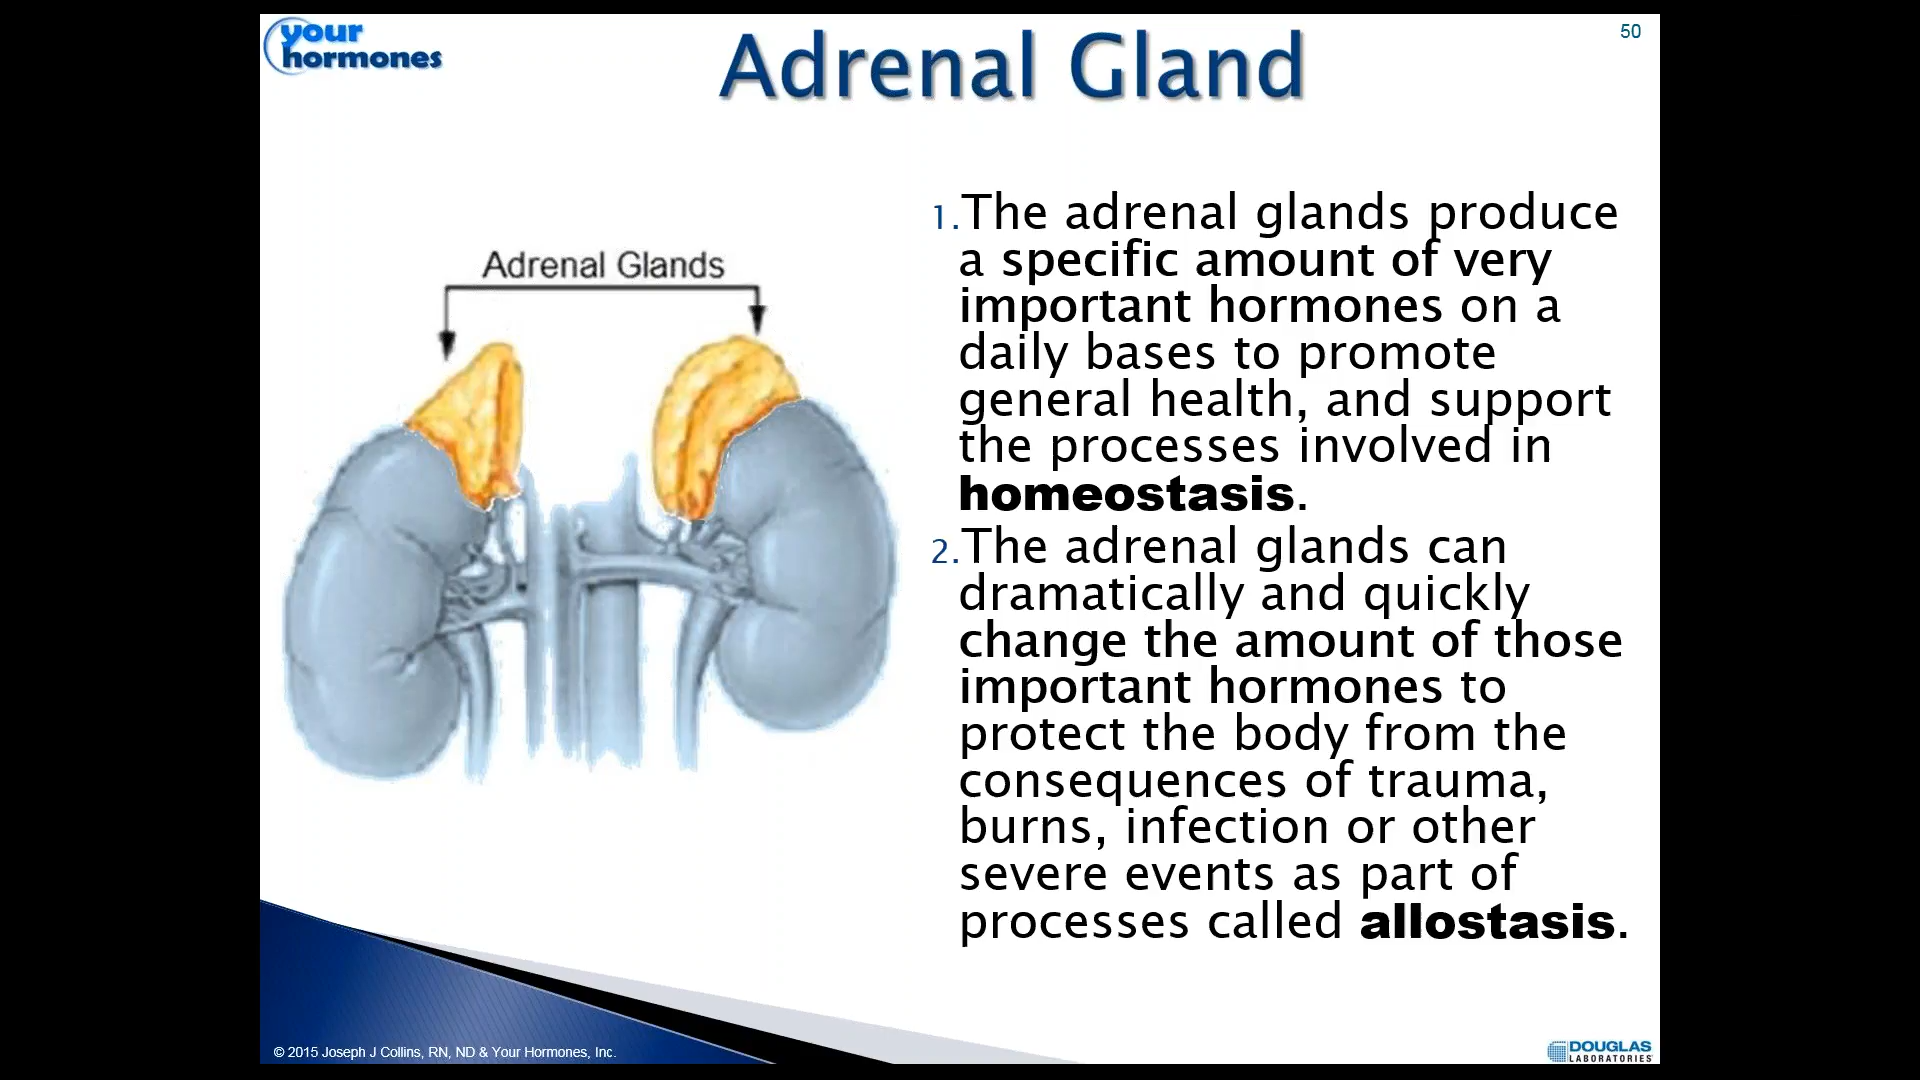 your
hormones
Adrenal Gland
50
Adrenal Glands
1.The adrenal glands produce
a specific amount of very
important hormones on a
daily bases to promote
general health, and support
the processes involved in
homeostasis.
2.The adrenal glands can
dramatically and quickly
change the amount of those
important hormones to
protect the body from the
consequences of trauma,
burns, infection or other
severe events as part of
processes called allostasis.
© 2015 Joseph J Collins, RN, ND & Your Hormones, Inc.
DOUGLAS
LABORATORIES